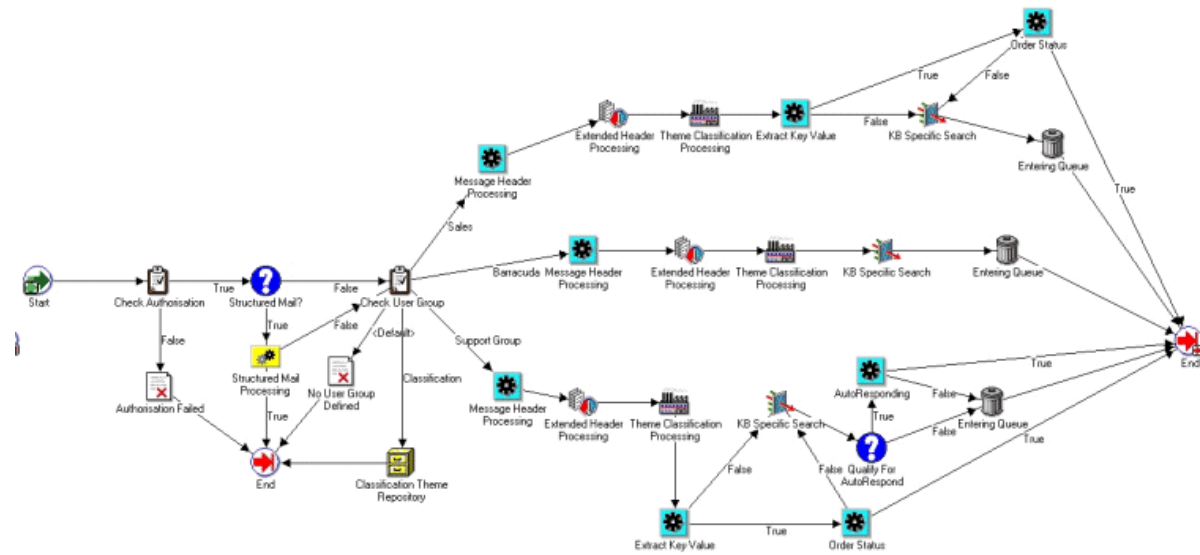 Order Status
True
False
Extended Header
Processing
Theme Classification
Processing
Extract Key Value
False
KB Specific Search
Entering Queue
True
Message Header
Processing
Sales
Barracuda
Message Header
Processing
Extended Header
Processing
Theme Classification
Processing
KB Specific Search
Entering Queue
Start
Check Authorisation
True
Structured Mail?
False
Check User Group
False
True
False
<Default>
Support Group
Structured Mail
Processing
No User Group
Defined
Classification
Authorisation Failed
True
End
Classification Theme
Repository
Message Header
Processing
Extended Header
Processing
Theme Classification
Processing
KB Specific Search
AutoResponding
True
False
Entering Queue
True
False
True
Qualify For
AutoRespond
False
False
Extract Key Value
True
Order Status
End